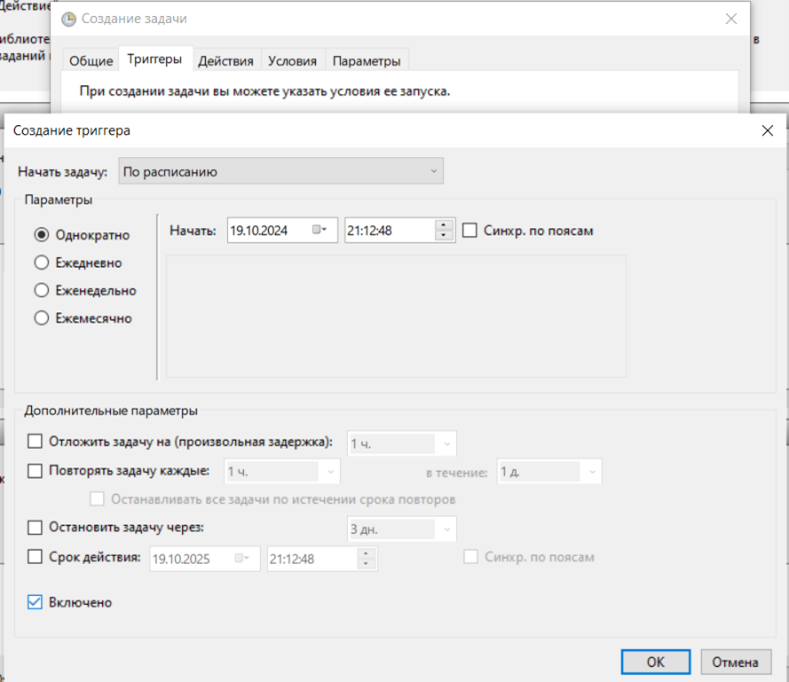 Действие
Создание задачи
в
Общие Триггеры Действия Условия Параметры
При создании задачи вы можете указать условия ее запуска.
Создание триггера
Начать задачу: По расписанию
Параметры
Однократно
Начать: 19.10.2024 21:12:48 Синхр. по поясам
Ежедневно
Еженедельно
Ежемесячно
Дополнительные параметры
Отложить задачу на (произвольная задержка): 1 ч.
Повторять задачу каждые: 1 ч. в течение: 1 д.
Останавливать все задачи по истечении срока повторов
Остановить задачу через: 3 дн.
Срок действия: 19.10.2025 21:12:48 Синхр. по поясам
Включено
ОК Отмена